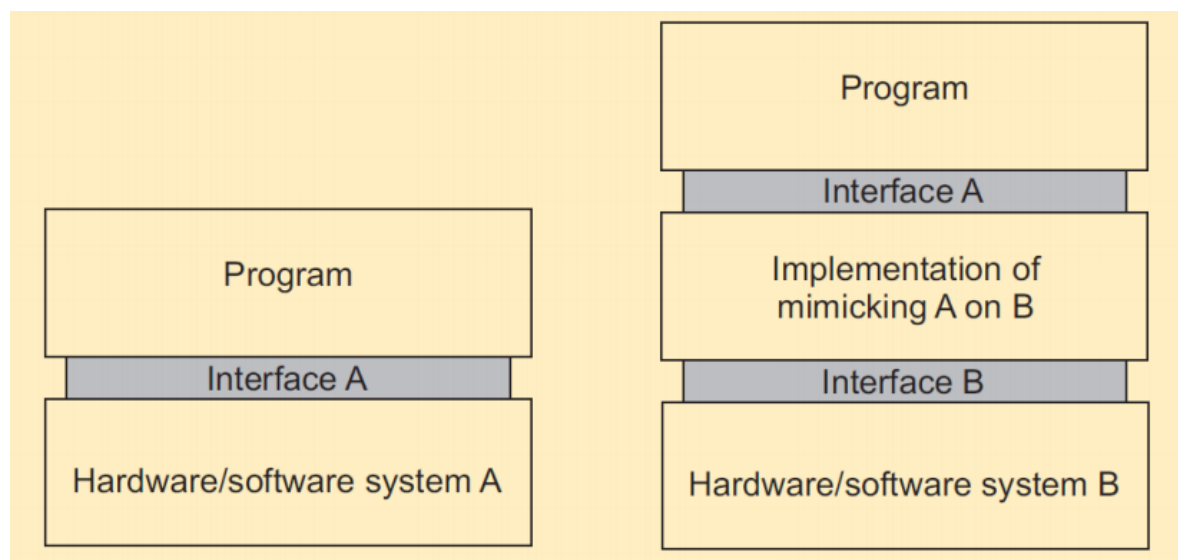 Program
Interface A
Hardware/software system A
Program
Interface A
Implementation of
mimicking A on B
Interface B
Hardware/software system B